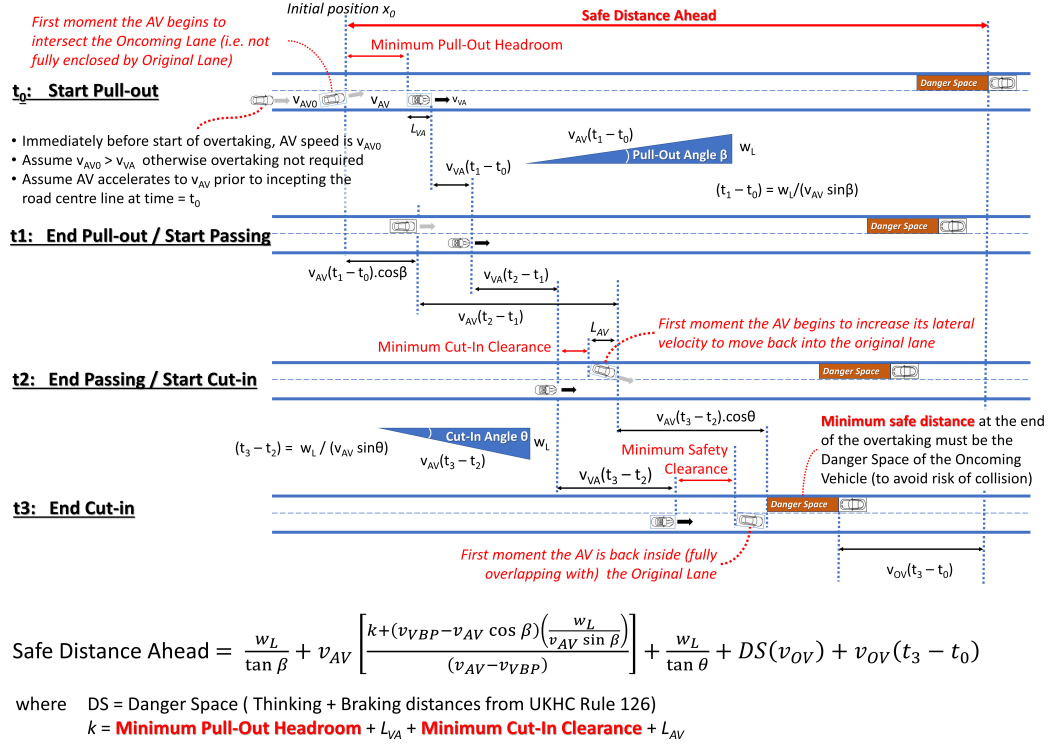 Initial position x0
Safe Distance Ahead
First moment the AV begins to
intersect the Oncoming Lane (i.e. not
fully enclosed by Original Lane)
Minimum Pull-Out Headroom
t0: Start Pull-out
vAV0
vAV
vVA
Danger Space
LVA
• Immediately before start of overtaking, AV speed is vAV0
• Assume vAV0 > vVA otherwise overtaking not required
• Assume AV accelerates to vAV prior to incepting the
road centre line at time = t0
vAV(t1 – t0)
Pull-Out Angle β
wL
vVA(t1 – t0)
(t1 – t0) = wL/(vAV sinβ)
t1: End Pull-out / Start Passing
Danger Space
vAV(t1 – t0).cosβ
vVA(t2 – t1)
vAV(t2 – t1)
LAV
First moment the AV begins to increase its lateral
velocity to move back into the original lane
Minimum Cut-In Clearance
t2: End Passing / Start Cut-in
Danger Space
vAV(t3 – t2).cosθ
(t3 – t2) = wL / (vAV sinθ)
Cut-In Angle θ
wL
vAV(t3 – t2)
Minimum Safety
Clearance
vVA(t3 – t2)
Minimum safe distance at the end
of the overtaking must be the
Danger Space of the Oncoming
Vehicle (to avoid risk of collision)
t3: End Cut-in
Danger Space
First moment the AV is back inside (fully
overlapping with) the Original Lane
vOV(t3 – t0)
Safe Distance Ahead = wL/tan β + vAV [(k+(vVBP−vAV cos β)(wL/(vAV sin β)))/(vAV−vVBP)] + wL/tan θ + DS(vOV) + vOV(t3 − t0)
where DS = Danger Space ( Thinking + Braking distances from UKHC Rule 126)
k = Minimum Pull-Out Headroom + LVA + Minimum Cut-In Clearance + LAV